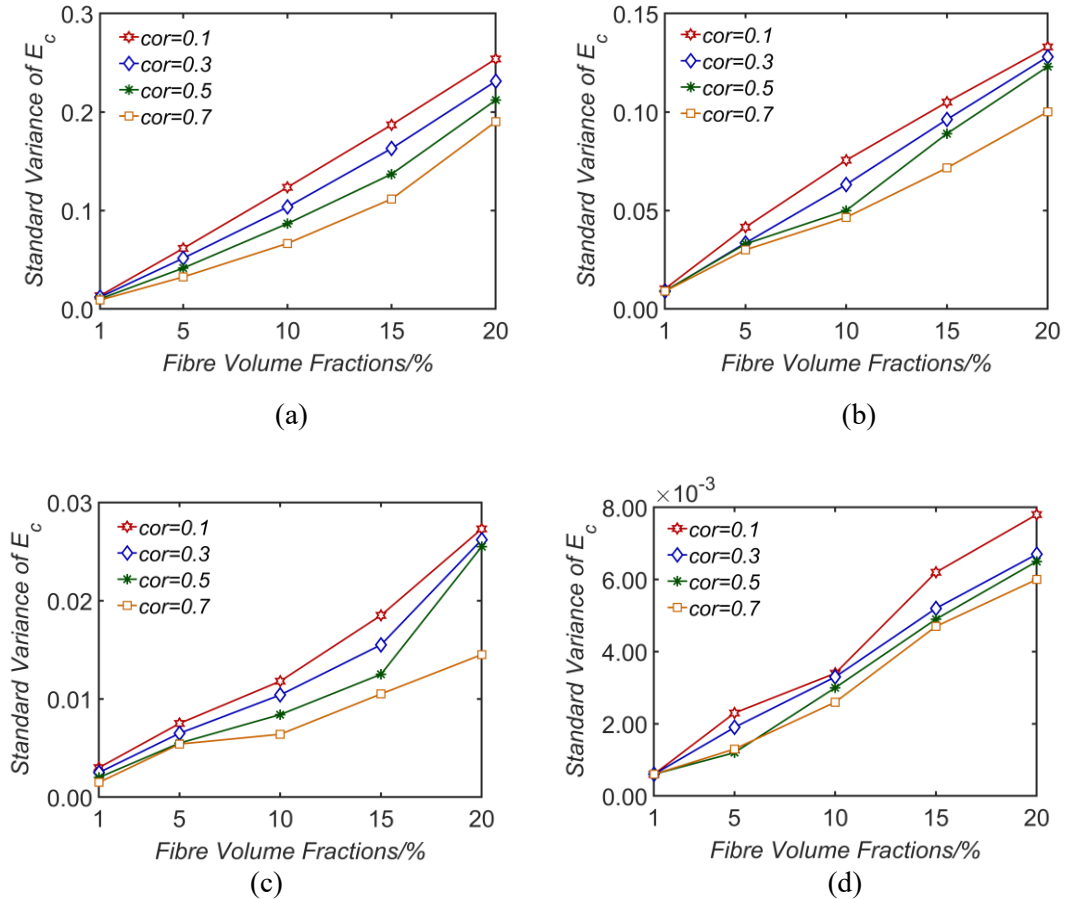 0.3
0.2
0.1
0.0
Standard Variance of E_c
cor=0.1
cor=0.3
cor=0.5
cor=0.7
1 5 10 15 20
Fibre Volume Fractions/%
(a)
0.15
0.10
0.05
0.00
Standard Variance of E_c
cor=0.1
cor=0.3
cor=0.5
cor=0.7
1 5 10 15 20
Fibre Volume Fractions/%
(b)
0.03
0.02
0.01
0.00
Standard Variance of E_c
cor=0.1
cor=0.3
cor=0.5
cor=0.7
1 5 10 15 20
Fibre Volume Fractions/%
(c)
×10^-3
8.00
6.00
4.00
2.00
0.00
Standard Variance of E_c
cor=0.1
cor=0.3
cor=0.5
cor=0.7
1 5 10 15 20
Fibre Volume Fractions/%
(d)